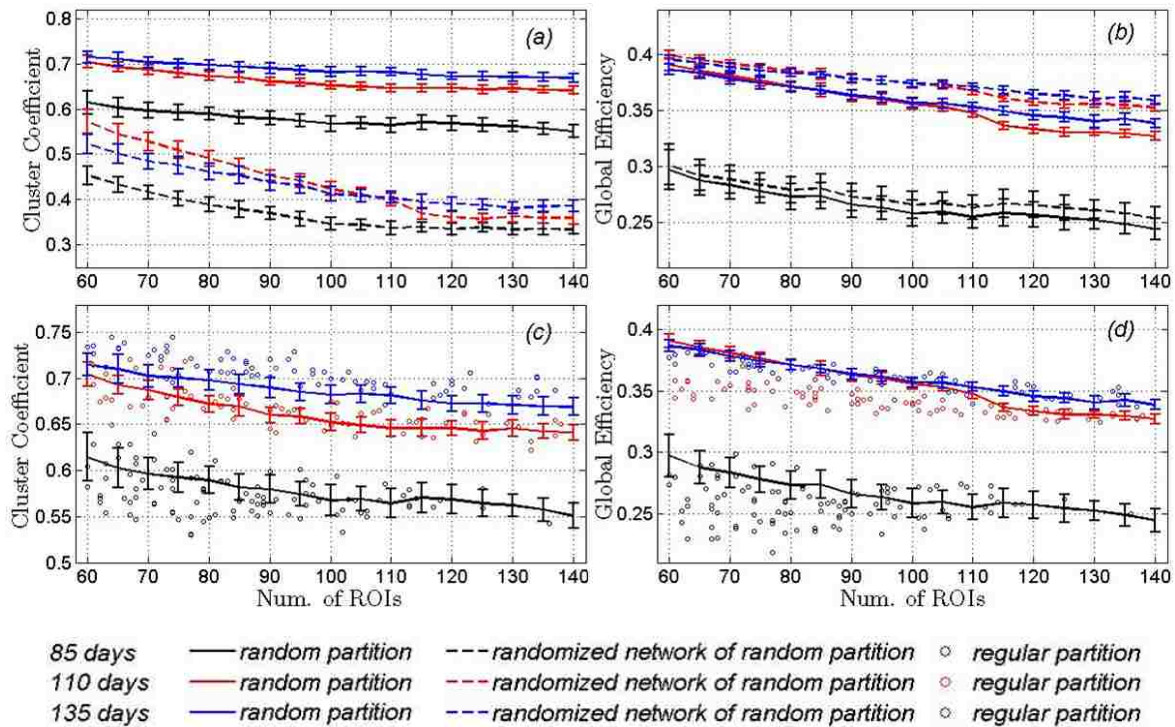 (a)
Cluster Coefficient
0.8
0.7
0.6
0.5
0.4
0.3
60 70 80 90 100 110 120 130 140
(b)
Global Efficiency
0.4
0.35
0.3
0.25
60 70 80 90 100 110 120 130 140
(c)
Cluster Coefficient
0.75
0.7
0.65
0.6
0.55
0.5
60 70 80 90 100 110 120 130 140
Num. of ROIs
(d)
Global Efficiency
0.4
0.35
0.3
0.25
60 70 80 90 100 110 120 130 140
Num. of ROIs
85 days random partition randomized network of random partition regular partition
110 days random partition randomized network of random partition regular partition
135 days random partition randomized network of random partition regular partition